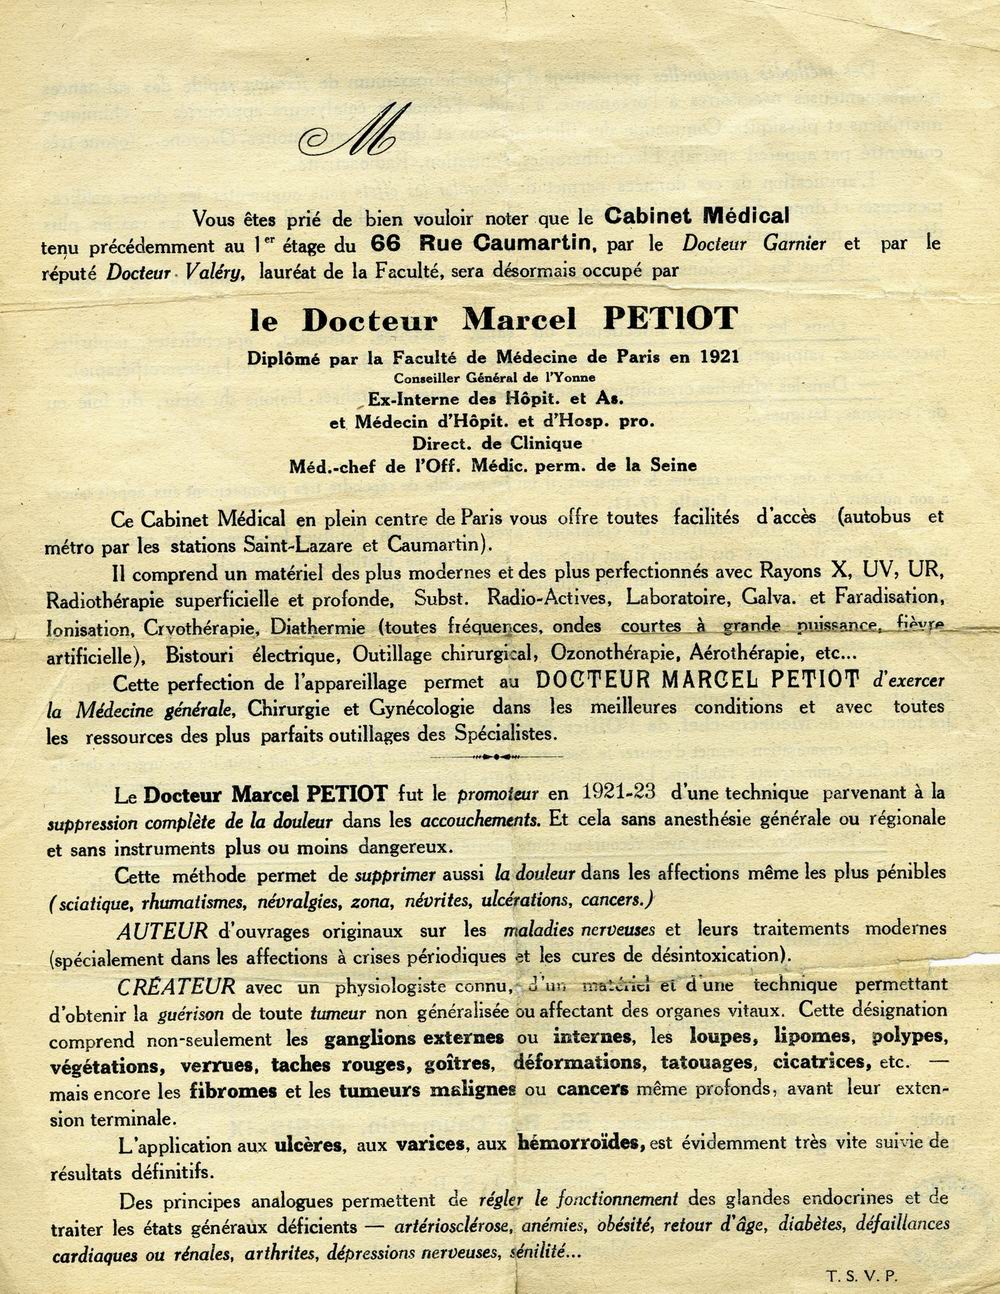 M
Vous êtes prié de bien vouloir noter que le Cabinet Médical
tenu précédemment au 1er étage du 66 Rue Caumartin, par le Docteur Garnier et par le
réputé Docteur Valéry, lauréat de la Faculté, sera désormais occupé par
le Docteur Marcel PETIOT
Diplômé par la Faculté de Médecine de Paris en 1921
Conseiller Général de l'Yonne
Ex-Interne des Hôpit. et As.
et Médecin d'Hôpit. et d'Hosp. pro.
Direct. de Clinique
Méd.-chef de l'Off. Médic. perm. de la Seine
Ce Cabinet Médical en plein centre de Paris vous offre toutes facilités d'accès (autobus et
métro par les stations Saint-Lazare et Caumartin).
Il comprend un matériel des plus modernes et des plus perfectionnés avec Rayons X, UV, UR,
Radiothérapie superficielle et profonde, Subst. Radio-Actives, Laboratoire, Galva. et Faradisation,
Ionisation, Cryothérapie, Diathermie (toutes fréquences, ondes courtes à grande puissance, fièvre
artificielle), Bistouri électrique, Outillage chirurgical, Ozonothérapie, Aérothérapie, etc...
Cette perfection de l'appareillage permet au DOCTEUR MARCEL PETIOT d'exercer
la Médecine générale, Chirurgie et Gynécologie dans les meilleures conditions et avec toutes
les ressources des plus parfaits outillages des Spécialistes.
Le Docteur Marcel PETIOT fut le promoteur en 1921-23 d'une technique parvenant à la
suppression complète de la douleur dans les accouchements. Et cela sans anesthésie générale ou régionale
et sans instruments plus ou moins dangereux.
Cette méthode permet de supprimer aussi la douleur dans les affections même les plus pénibles
(sciatique, rhumatismes, névralgies, zona, névrites, ulcérations, cancers.)
AUTEUR d'ouvrages originaux sur les maladies nerveuses et leurs traitements modernes
(spécialement dans les affections à crises périodiques et les cures de désintoxication).
CRÉATEUR avec un physiologiste connu, d'un matériel et d'une technique permettant
d'obtenir la guérison de toute tumeur non généralisée ou affectant des organes vitaux. Cette désignation
comprend non-seulement les ganglions externes ou internes, les loupes, lipomes, polypes,
végétations, verrues, taches rouges, goîtres, déformations, tatouages, cicatrices, etc. —
mais encore les fibromes et les tumeurs malignes ou cancers même profonds, avant leur exten-
sion terminale.
L'application aux ulcères, aux varices, aux hémorroïdes, est évidemment très vite suivie de
résultats définitifs.
Des principes analogues permettent de régler le fonctionnement des glandes endocrines et de
traiter les états généraux déficients — artériosclérose, anémies, obésité, retour d'âge, diabètes, défaillances
cardiaques ou rénales, arthrites, dépressions nerveuses, sénilité...
T. S. V. P.